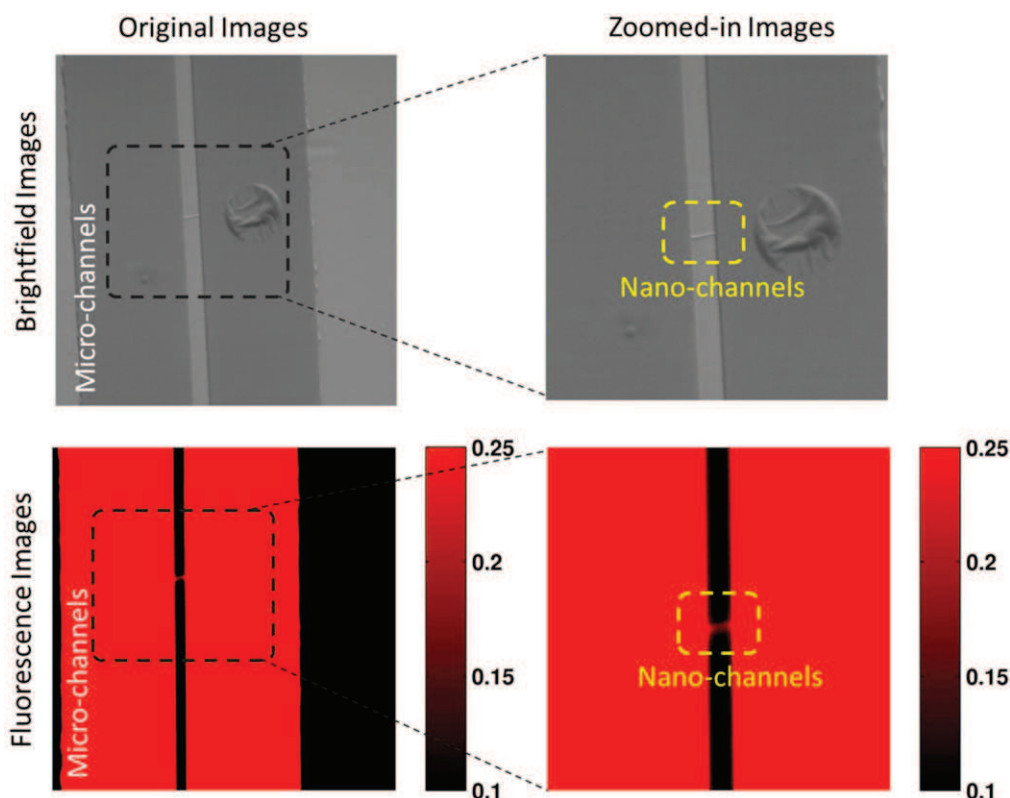 Original Images
Zoomed-in Images
Brightfield Images
Micro-channels
Nano-channels
Fluorescence Images
Micro-channels
0.25
0.2
0.15
0.1
Nano-channels
0.25
0.2
0.15
0.1